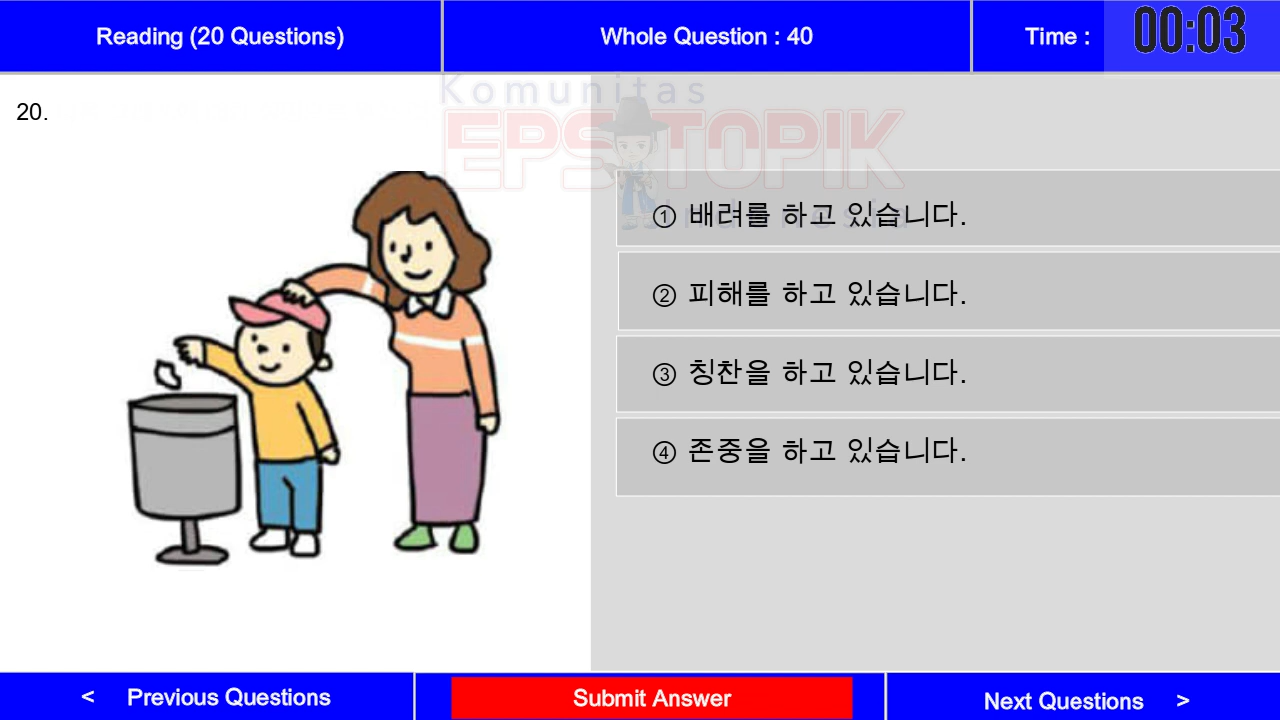 Reading (20 Questions)
Whole Question : 40
Time :
00:03
20.
Komunitas
EPS TOPIK
Indonesia
① 배려를 하고 있습니다.
② 피해를 하고 있습니다.
③ 칭찬을 하고 있습니다.
④ 존중을 하고 있습니다.
< Previous Questions
Submit Answer
Next Questions >